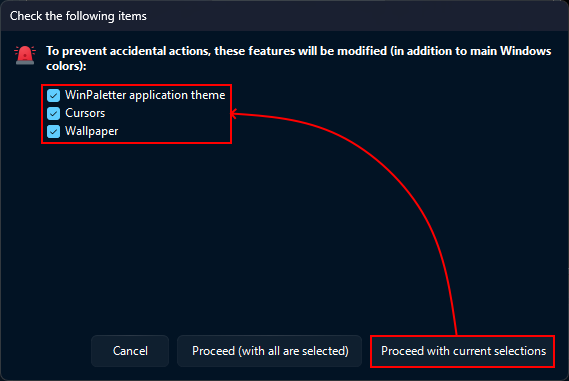 Check the following items
To prevent accidental actions, these features will be modified (in addition to main Windows
colors):
WinPaletter application theme
Cursors
Wallpaper
Cancel
Proceed (with all are selected)
Proceed with current selections